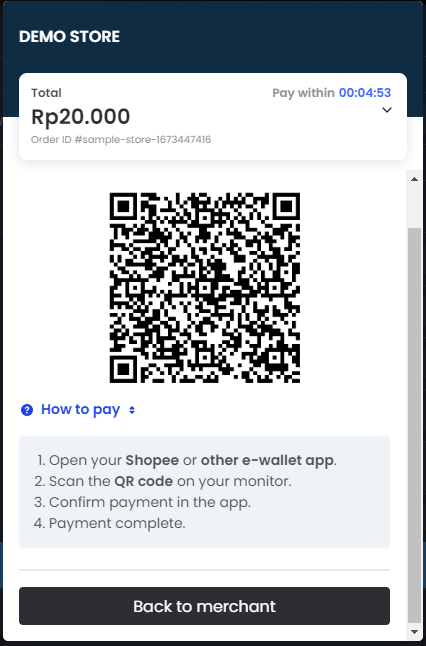 DEMO STORE
Total
Pay within 00:04:53
Rp20.000
Order ID #sample-store-1673447416
How to pay
1. Open your Shopee or other e-wallet app.
2. Scan the QR code on your monitor.
3. Confirm payment in the app.
4. Payment complete.
Back to merchant